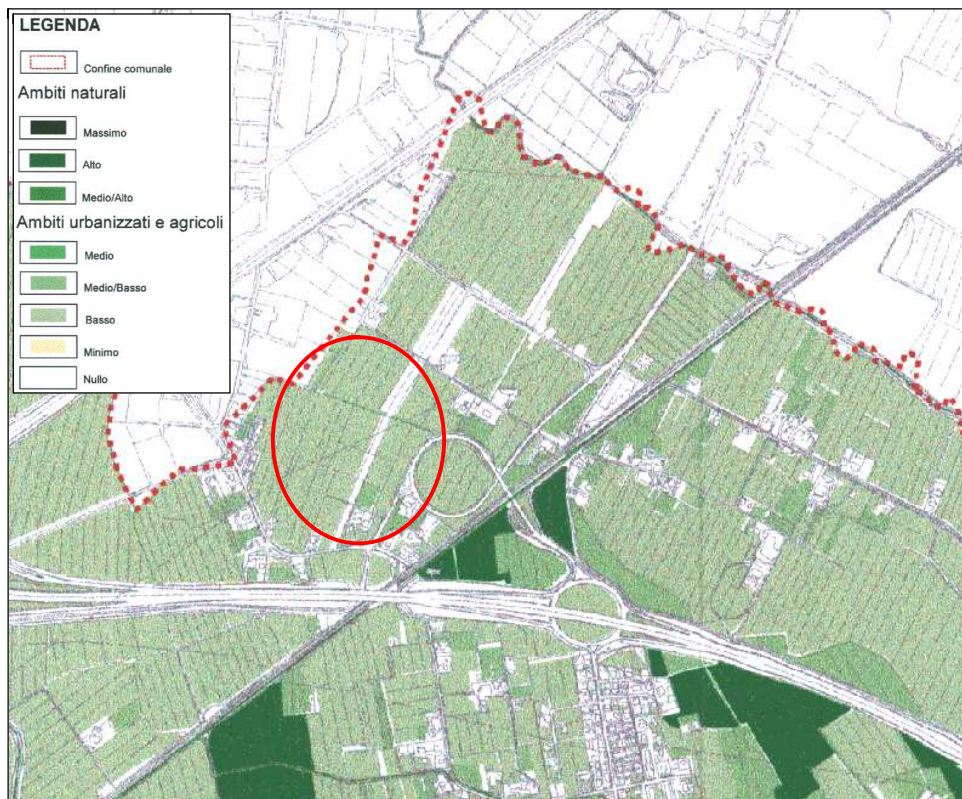 LEGENDA
Confine comunale
Ambiti naturali
Massimo
Alto
Medio/Alto
Ambiti urbanizzati e agricoli
Medio
Medio/Basso
Basso
Minimo
Nullo